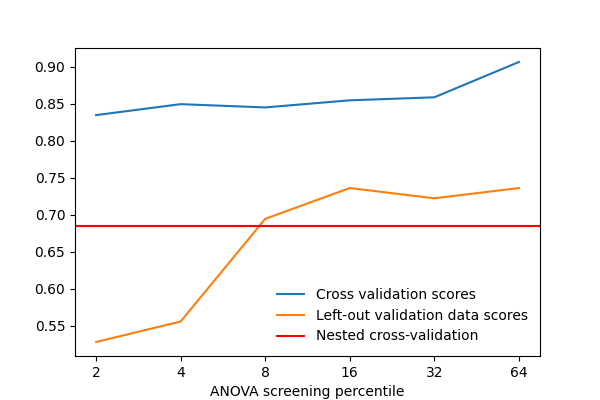 0.90
0.85
0.80
0.75
0.70
0.65
0.60
0.55
Cross validation scores
Left-out validation data scores
Nested cross-validation
2 4 8 16 32 64
ANOVA screening percentile